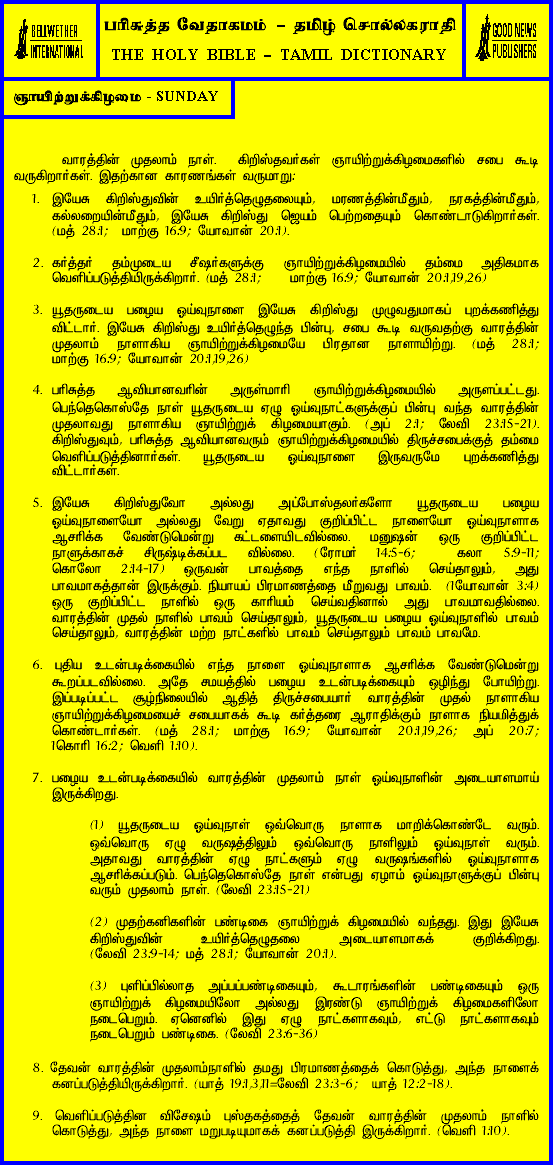 BELLWETHER
INTERNATIONAL
பரிசுத்த வேதாகமம் – தமிழ் சொல்லகராதி
THE HOLY BIBLE – TAMIL DICTIONARY
GOOD NEWS
PUBLISHERS
ஞாயிற்றுக்கிழமை - SUNDAY
வாரத்தின் முதலாம் நாள். கிறிஸ்தவர்கள் ஞாயிற்றுக்கிழமைகளில் சபை கூடி
வருகிறார்கள். இதற்கான காரணங்கள் வருமாறு:
1. இயேசு கிறிஸ்துவின் உயிர்த்தெழுதலையும், மரணத்தின்மீதும், நரகத்தின்மீதும்,
கல்லறையின்மீதும், இயேசு கிறிஸ்து ஜெயம் பெற்றதையும் கொண்டாடுகிறார்கள்.
(மத் 28:1; மாற்கு 16:9; யோவான் 20:1).
2. கர்த்தர் தம்முடைய சீஷர்களுக்கு ஞாயிற்றுக்கிழமையில் தம்மை அதிகமாக
வெளிப்படுத்தியிருக்கிறார். (மத் 28:1; மாற்கு 16:9; யோவான் 20:1,19,26)
3. யூதருடைய பழைய ஓய்வுநாளை இயேசு கிறிஸ்து முழுவதுமாகப் புறக்கணித்து
விட்டார். இயேசு கிறிஸ்து உயிர்த்தெழுந்த பின்பு, சபை கூடி வருவதற்கு வாரத்தின்
முதலாம் நாளாகிய ஞாயிற்றுக்கிழமையே பிரதான நாளாயிற்று. (மத் 28:1;
மாற்கு 16:9; யோவான் 20:1,19,26)
4. பரிசுத்த ஆவியானவரின் அருள்மாரி ஞாயிற்றுக்கிழமையில் அருளப்பட்டது.
பெந்தெகொஸ்தே நாள் யூதருடைய ஏழு ஓய்வுநாட்களுக்குப் பின்பு வந்த வாரத்தின்
முதலாவது நாளாகிய ஞாயிற்றுக் கிழமையாகும். (அப் 2:1; லேவி 23:15-21).
கிறிஸ்துவும், பரிசுத்த ஆவியானவரும் ஞாயிற்றுக்கிழமையில் திருச்சபைக்குத் தம்மை
வெளிப்படுத்தினார்கள். யூதருடைய ஓய்வுநாளை இருவருமே புறக்கணித்து
விட்டார்கள்.
5. இயேசு கிறிஸ்துவோ அல்லது அப்போஸ்தலர்களோ யூதருடைய பழைய
ஓய்வுநாளையோ அல்லது வேறு ஏதாவது குறிப்பிட்ட நாளையோ ஓய்வுநாளாக
ஆசரிக்க வேண்டுமென்று கட்டளையிடவில்லை. மனுஷன் ஒரு குறிப்பிட்ட
நாளுக்காகச் சிருஷ்டிக்கப்பட வில்லை. (ரோமர் 14:5-6; கலா 5:9-11;
கொலோ 2:14-17) ஒருவன் பாவத்தை எந்த நாளில் செய்தாலும், அது
பாவமாகத்தான் இருக்கும். நியாயப் பிரமாணத்தை மீறுவது பாவம். (1யோவான் 3:4)
ஒரு குறிப்பிட்ட நாளில் ஒரு காரியம் செய்வதினால் அது பாவமாவதில்லை.
வாரத்தின் முதல் நாளில் பாவம் செய்தாலும், யூதருடைய பழைய ஓய்வுநாளில் பாவம்
செய்தாலும், வாரத்தின் மற்ற நாட்களில் பாவம் செய்தாலும் பாவம் பாவமே.
6. புதிய உடன்படிக்கையில் எந்த நாளை ஓய்வுநாளாக ஆசரிக்க வேண்டுமென்று
கூறப்படவில்லை. அதே சமயத்தில் பழைய உடன்படிக்கையும் ஒழிந்து போயிற்று.
இப்படிப்பட்ட சூழ்நிலையில் ஆதித் திருச்சபையார் வாரத்தின் முதல் நாளாகிய
ஞாயிற்றுக்கிழமையைச் சபையாகக் கூடி கர்த்தரை ஆராதிக்கும் நாளாக நியமித்துக்
கொண்டார்கள். (மத் 28:1; மாற்கு 16:9; யோவான் 20:1,19,26; அப் 20:7;
1கொரி 16:2; வெளி 1:10).
7. பழைய உடன்படிக்கையில் வாரத்தின் முதலாம் நாள் ஓய்வுநாளின் அடையாளமாய்
இருக்கிறது.
(1) யூதருடைய ஓய்வுநாள் ஒவ்வொரு நாளாக மாறிக்கொண்டே வரும்.
ஒவ்வொரு ஏழு வருஷத்திலும் ஒவ்வொரு நாளிலும் ஓய்வுநாள் வரும்.
அதாவது வாரத்தின் ஏழு நாட்களும் ஏழு வருஷங்களில் ஓய்வுநாளாக
ஆசரிக்கப்படும். பெந்தெகொஸ்தே நாள் என்பது ஏழாம் ஓய்வுநாளுக்குப் பின்பு
வரும் முதலாம் நாள். (லேவி 23:15-21)
(2) முதற்கனிகளின் பண்டிகை ஞாயிற்றுக் கிழமையில் வந்தது. இது இயேசு
கிறிஸ்துவின் உயிர்த்தெழுதலை அடையாளமாகக் குறிக்கிறது.
(லேவி 23:9-14; மத் 28:1; யோவான் 20:1).
(3) புளிப்பில்லாத அப்பப்பண்டிகையும், கூடாரங்களின் பண்டிகையும் ஒரு
ஞாயிற்றுக் கிழமையிலோ அல்லது இரண்டு ஞாயிற்றுக் கிழமைகளிலோ
நடைபெறும். ஏனெனில் இது ஏழு நாட்களாகவும், எட்டு நாட்களாகவும்
நடைபெறும் பண்டிகை. (லேவி 23:6-36)
8. தேவன் வாரத்தின் முதலாம்நாளில் தமது பிரமாணத்தைக் கொடுத்து, அந்த நாளைக்
கனப்படுத்தியிருக்கிறார். (யாத் 19:1,3,11=லேவி 23:3-6; யாத் 12:2-18).
9. வெளிப்படுத்தின விசேஷம் புஸ்தகத்தைத் தேவன் வாரத்தின் முதலாம் நாளில்
கொடுத்து, அந்த நாளை மறுபடியுமாகக் கனப்படுத்தி இருக்கிறார். (வெளி 1:10).